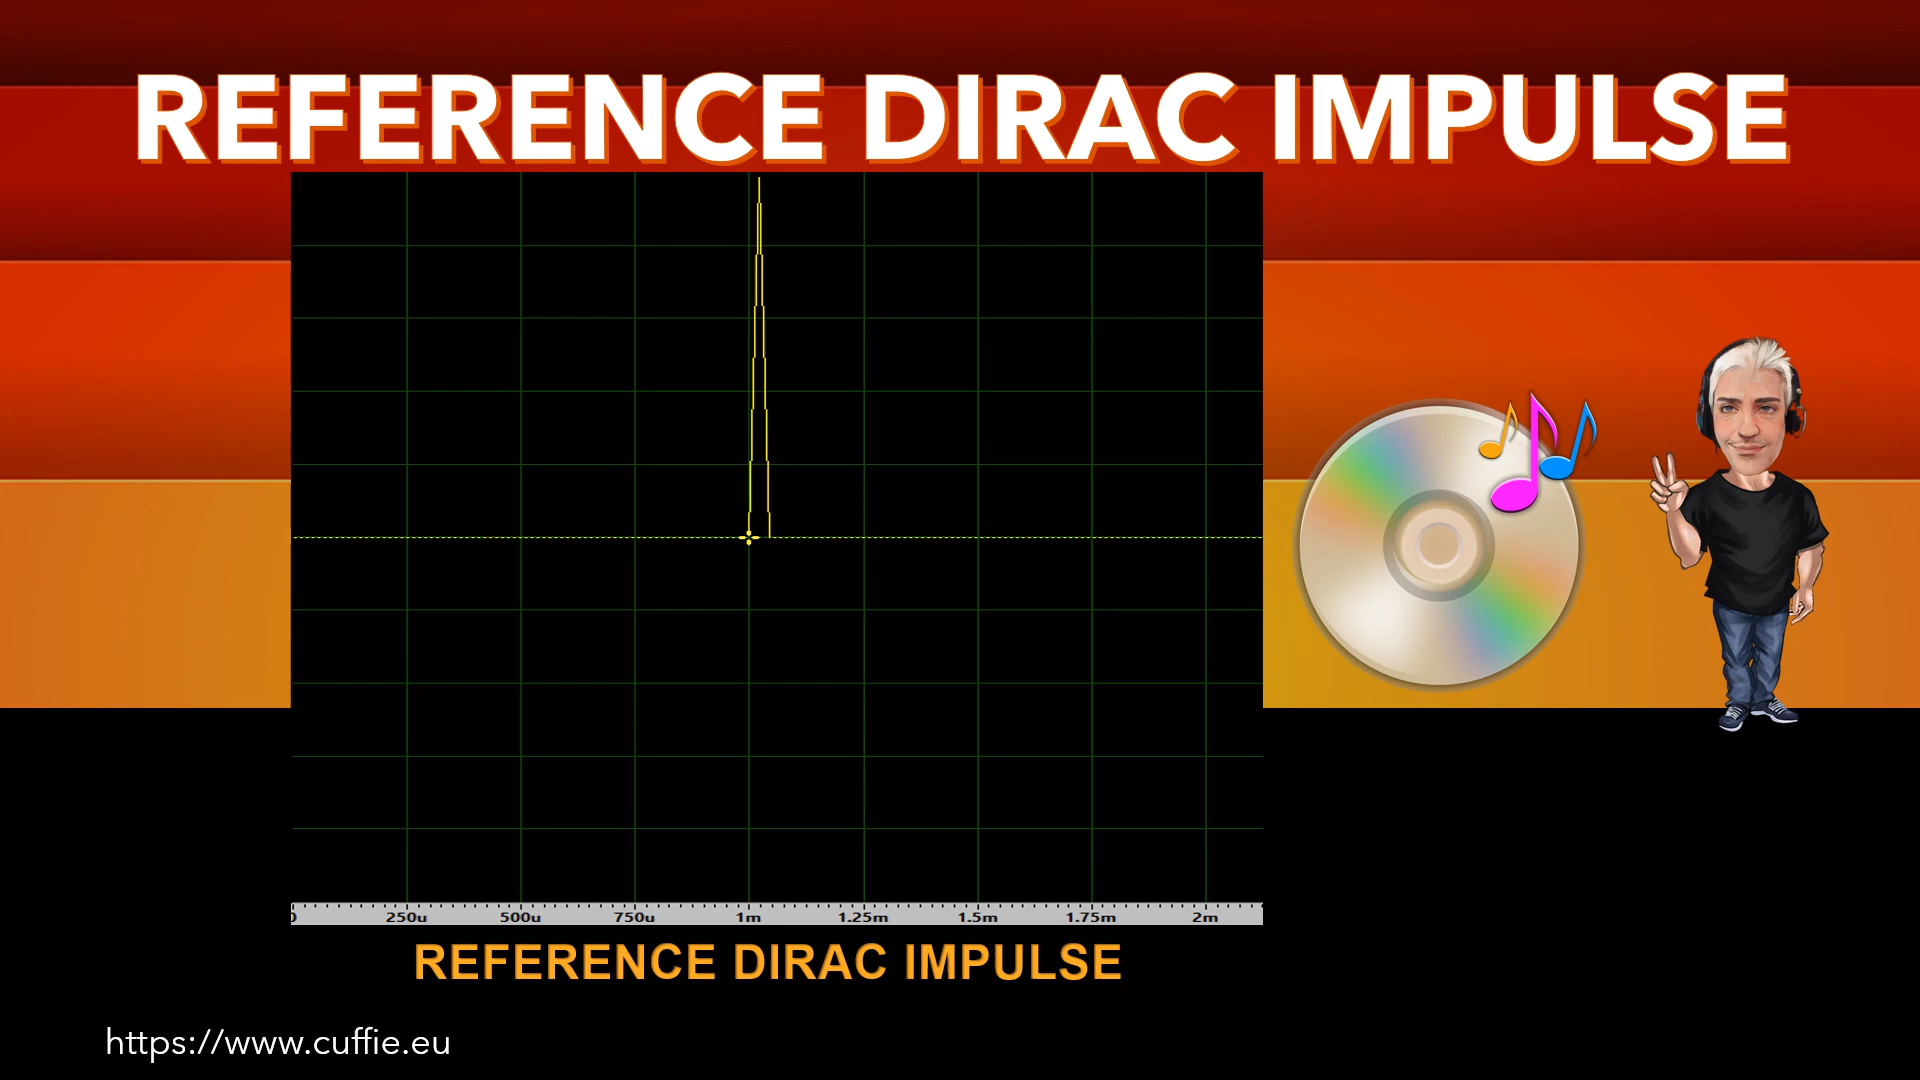 REFERENCE DIRAC IMPULSE
0 250u 500u 750u 1m 1.25m 1.5m 1.75m 2m
REFERENCE DIRAC IMPULSE
https://www.cuffie.eu